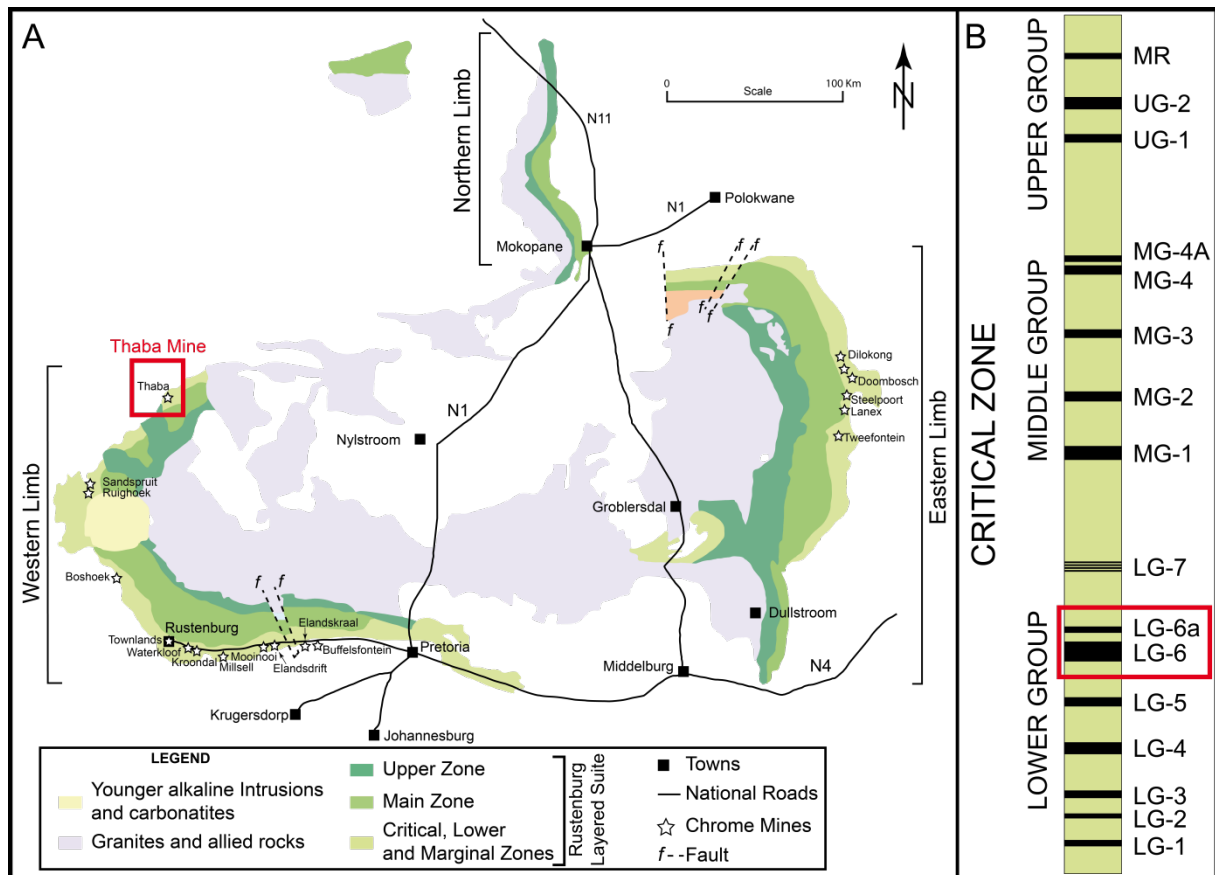 A
Northern Limb
N11
0
100 Km
Scale
N
N1
Polokwane
Mokopane
f
f
f
f
f
f
Thaba Mine
Thaba
Western Limb
N1
Nylstroom
Dilokong
Doombosch
Steelpoort
Lanex
Tweefontein
Eastern Limb
Sandspruit
Ruighoek
Groblersdal
Boshoek
f
f
Rustenburg
Elandskraal
Dullstroom
Townlands
Waterkloof
Kroondal
Millsell
Mooinooi
Elandsdrift
Buffelsfontein
Pretoria
Middelburg
N4
Krugersdorp
Johannesburg
LEGEND
Younger alkaline Intrusions
and carbonatites
Granites and allied rocks
Upper Zone
Main Zone
Critical, Lower
and Marginal Zones
Rustenburg
Layered Suite
Towns
National Roads
Chrome Mines
f - - Fault
B
CRITICAL ZONE
UPPER GROUP
MR
UG-2
UG-1
MIDDLE GROUP
MG-4A
MG-4
MG-3
MG-2
MG-1
LOWER GROUP
LG-7
LG-6a
LG-6
LG-5
LG-4
LG-3
LG-2
LG-1